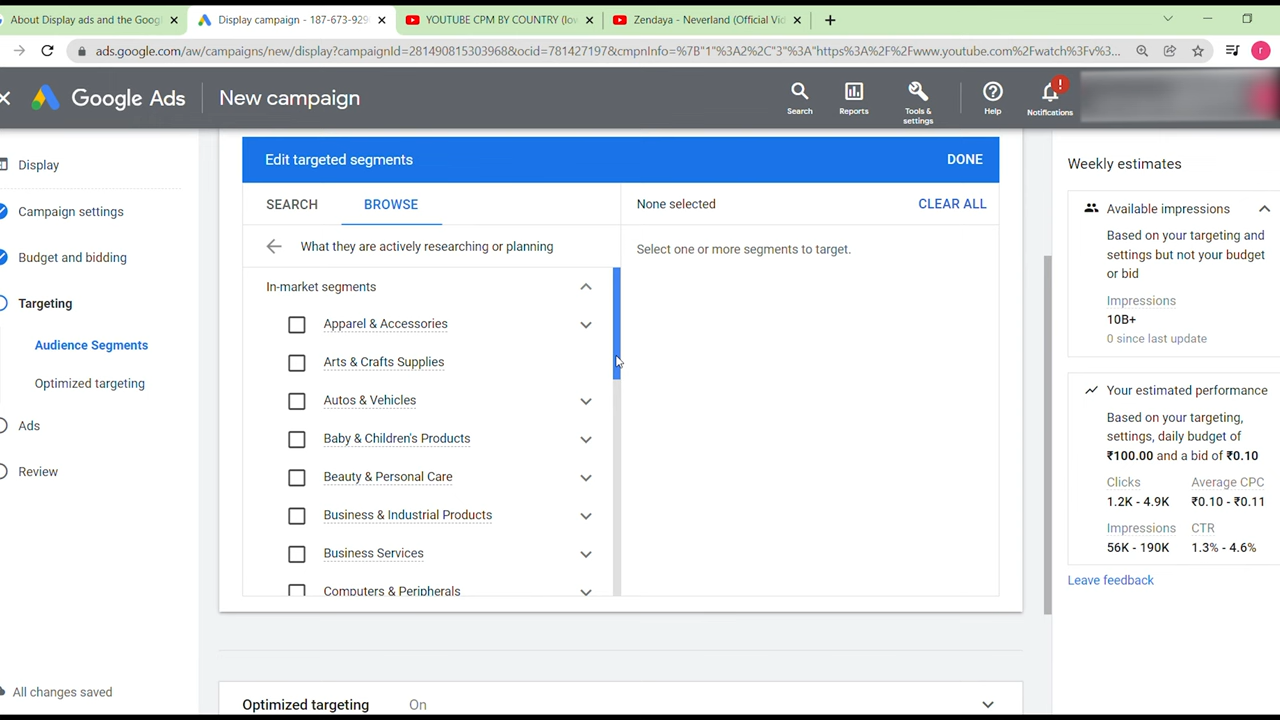 About Display ads and the Googl
Display campaign - 187-673-929
YOUTUBE CPM BY COUNTRY (low
Zendaya - Neverland (Official Vid
ads.google.com/aw/campaigns/new/display?campaignId=281490815303968&ocid=781427197&cmpnInfo=%7B"1"%3A2%2C"3"%3A"https%3A%2F%2Fwww.youtube.com%2Fwatch%3Fv%3...
r
Google Ads
New campaign
Search
Reports
Tools &
settings
Help
!
Notifications
Display
Campaign settings
Budget and bidding
Targeting
Audience Segments
Optimized targeting
Ads
Review
All changes saved
Edit targeted segments
DONE
SEARCH
BROWSE
None selected
CLEAR ALL
What they are actively researching or planning
Select one or more segments to target.
In-market segments
Apparel & Accessories
Arts & Crafts Supplies
Autos & Vehicles
Baby & Children's Products
Beauty & Personal Care
Business & Industrial Products
Business Services
Computers & Peripherals
Optimized targeting
On
Weekly estimates
Available impressions
Based on your targeting and
settings but not your budget
or bid
Impressions
10B+
0 since last update
Your estimated performance
Based on your targeting,
settings, daily budget of
₹100.00 and a bid of ₹0.10
Clicks
Average CPC
1.2K - 4.9K
₹0.10 - ₹0.11
Impressions
CTR
56K - 190K
1.3% - 4.6%
Leave feedback